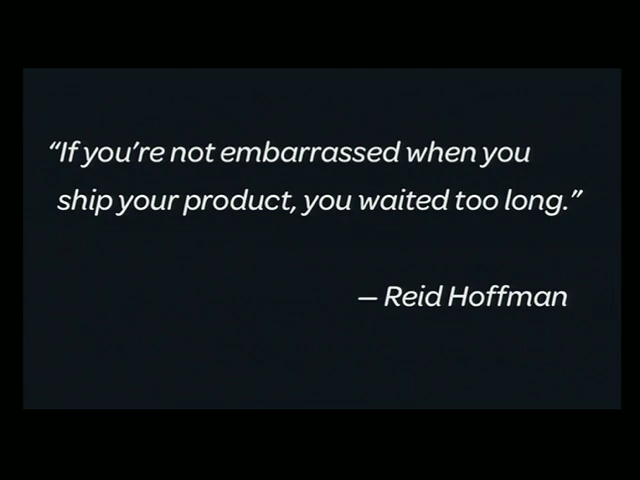 “If you’re not embarrassed when you
ship your product, you waited too long.”
— Reid Hoffman